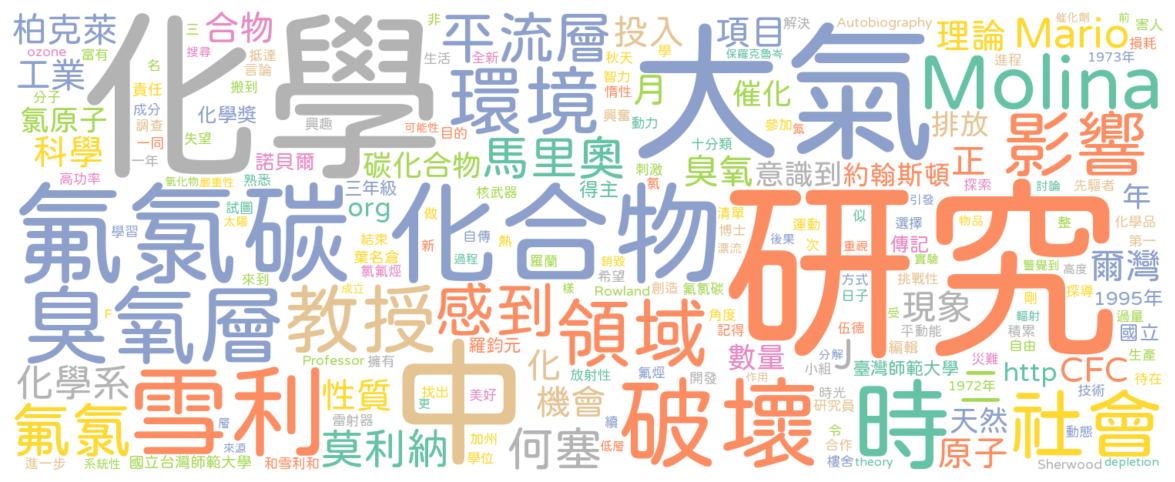 柏克萊
ozone
富有
三
合物
搜尋
抵達
言論
化學
非
平流層
投入
項目
解決
Autobiography
理論
Mario
催化劑
前
害人
損耗
工業
名
搬到
生活
全新
秋天
學
保羅克魯岑
進程
1973年
分子
成分
責任
化學獎
環境
智力
惰性
月
催化
大氣
Molina
氯原子
調查
一同
失望
興趣
可能性
目的
興奮
動力
參加
氮
排放
影響
科學
一年
諾貝爾
碳化合物
馬里奧
十分類
臭氧
意識到
約翰斯頓
正
高功率
氧化物
嚴重性
熟悉
三年級
核武器
得主
刺激
氯
探索
討論
先驅者
年
氟氯碳化合物
試圖
太陽
org
做
清單
博士
運動
似
引發
物品
整
化學品
學習
結束
新
自傳
熱
漂流
次
選擇
重視
第一
來到
葉名倉
氯氟烴
過程
羅蘭
銷毀
希望
後果
傳記
實驗
警覺到
高度
爾灣
研究
臭氧層
F
成立
教授
感到
樣
Rowland
創造
氟氯碳
領域
角度
記得
方式
日子
伍德
受
挑戰性
現象
剛
探導
輻射
1995年
過量
國立
平動能
積累
自由
化學系
Professor
擁有
羅鈞元
化
放射性
氟烴
開發
數量
分解
小組
作用
J
編輯
臺灣師範大學
災難
二
http
CFC
生產
1972年
技術
待在
氟氯
雪利
性質
找出
更
美好
中
機會
破壞
時光
研究員
時
天然
社會
動態
層
來源
雷射器
莫利納
加州
學位
續
何塞
低層
令
合作
樓舍
theory
原子
Sherwood
depletion
進一步
系統性
國立台灣師範大學
和雪利和